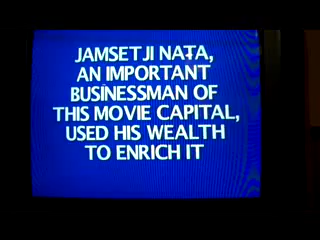 JAMSETJI NATA,
AN IMPORTANT
BUSINESSMAN OF
THIS MOVIE CAPITAL,
USED HIS WEALTH
TO ENRICH IT